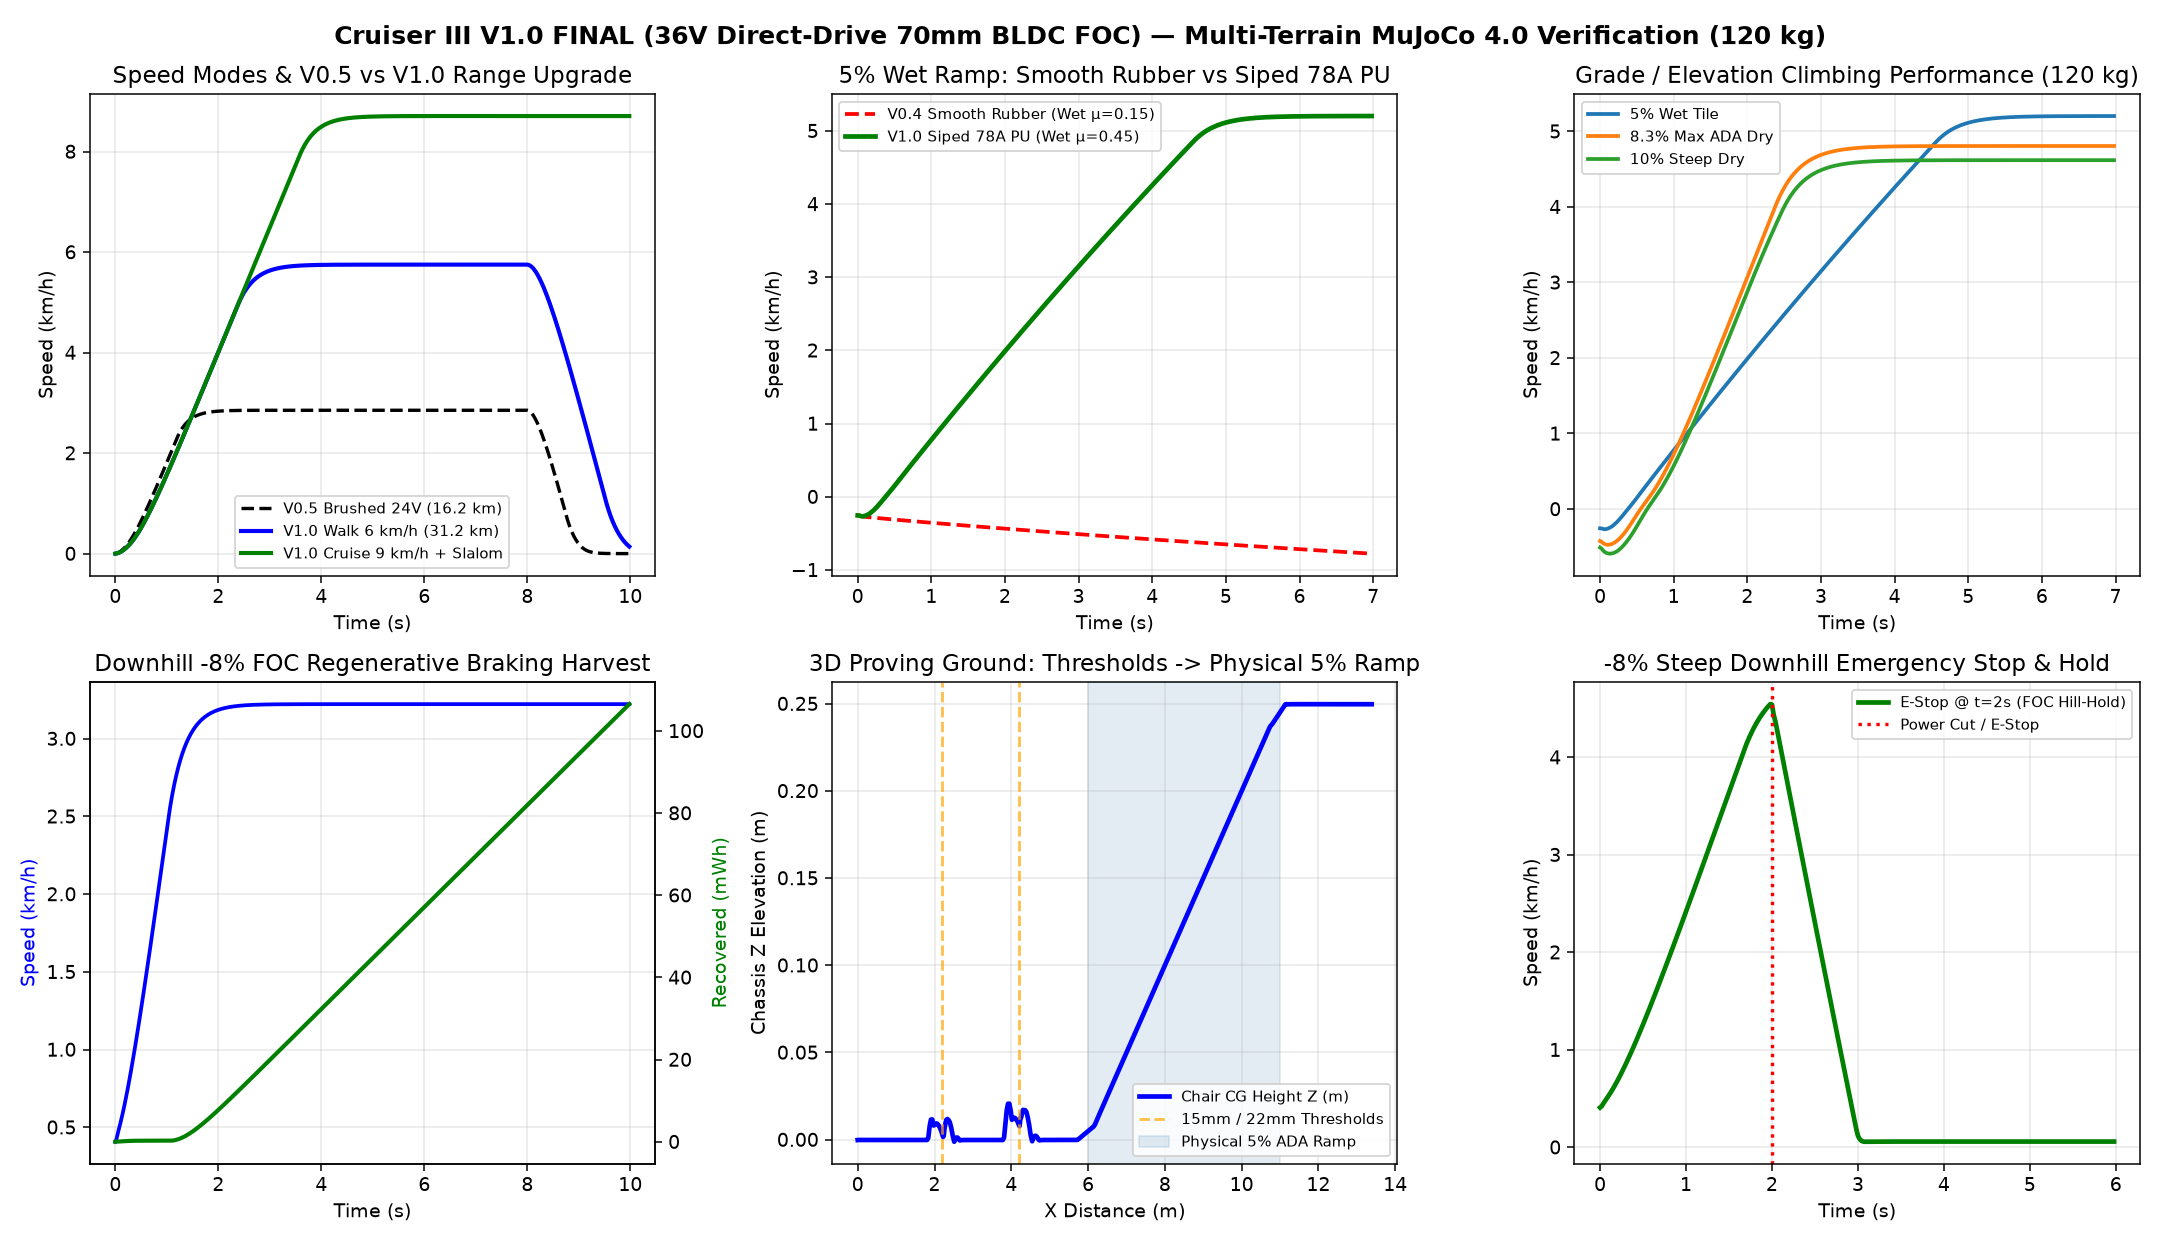 Cruiser III V1.0 FINAL (36V Direct-Drive 70mm BLDC FOC) — Multi-Terrain MuJoCo 4.0 Verification (120 kg)
Speed Modes & V0.5 vs V1.0 Range Upgrade
Speed (km/h)
8
6
4
2
0
V0.5 Brushed 24V (16.2 km)
V1.0 Walk 6 km/h (31.2 km)
V1.0 Cruise 9 km/h + Slalom
0 2 4 6 8 10
Time (s)
5% Wet Ramp: Smooth Rubber vs Siped 78A PU
V0.4 Smooth Rubber (Wet μ=0.15)
V1.0 Siped 78A PU (Wet μ=0.45)
Speed (km/h)
5
4
3
2
1
0
−1
0 1 2 3 4 5 6 7
Time (s)
Grade / Elevation Climbing Performance (120 kg)
5% Wet Tile
8.3% Max ADA Dry
10% Steep Dry
Speed (km/h)
5
4
3
2
1
0
0 1 2 3 4 5 6 7
Time (s)
Downhill -8% FOC Regenerative Braking Harvest
Speed (km/h)
3.0
2.5
2.0
1.5
1.0
0.5
100
80
60
40
20
0
Recovered (mWh)
0 2 4 6 8 10
Time (s)
3D Proving Ground: Thresholds -> Physical 5% Ramp
Chassis Z Elevation (m)
0.25
0.20
0.15
0.10
0.05
0.00
Chair CG Height Z (m)
15mm / 22mm Thresholds
Physical 5% ADA Ramp
0 2 4 6 8 10 12 14
X Distance (m)
-8% Steep Downhill Emergency Stop & Hold
E-Stop @ t=2s (FOC Hill-Hold)
Power Cut / E-Stop
Speed (km/h)
4
3
2
1
0
0 1 2 3 4 5 6
Time (s)